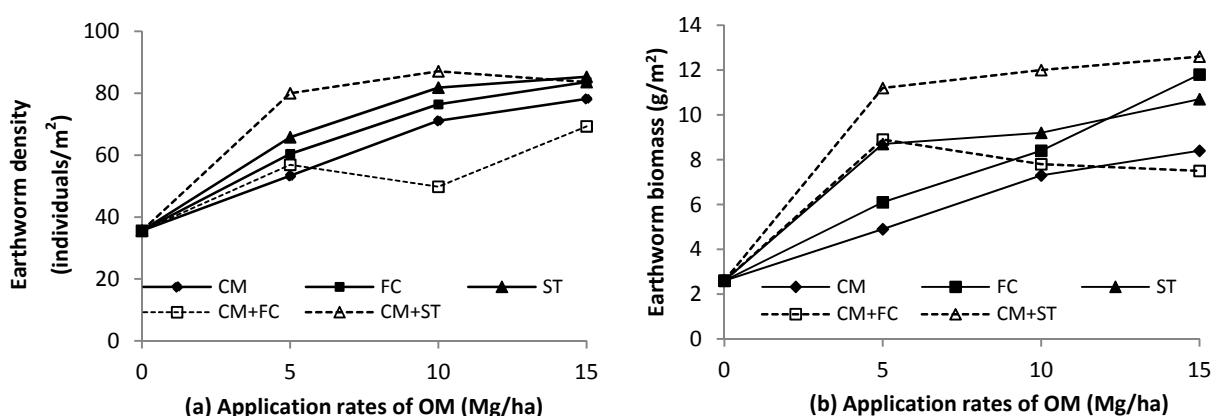 100
80
60
40
20
0
Earthworm density
(individuals/m²)
CM
FC
ST
CM+FC
CM+ST
0
5
10
15
(a) Application rates of OM (Mg/ha)
14
12
10
8
6
4
2
0
Earthworm biomass (g/m²)
CM
FC
ST
CM+FC
CM+ST
0
5
10
15
(b) Application rates of OM (Mg/ha)